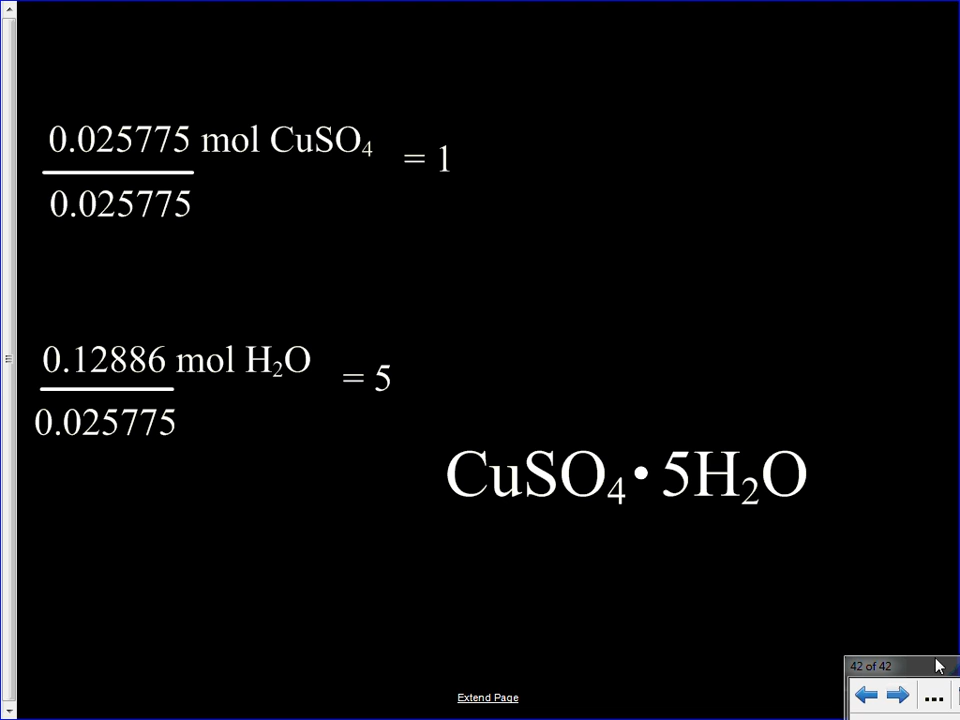 0.025775 mol CuSO₄ = 1
0.025775
0.12886 mol H₂O = 5
0.025775
CuSO₄ • 5H₂O
42 of 42
...
Extend Page